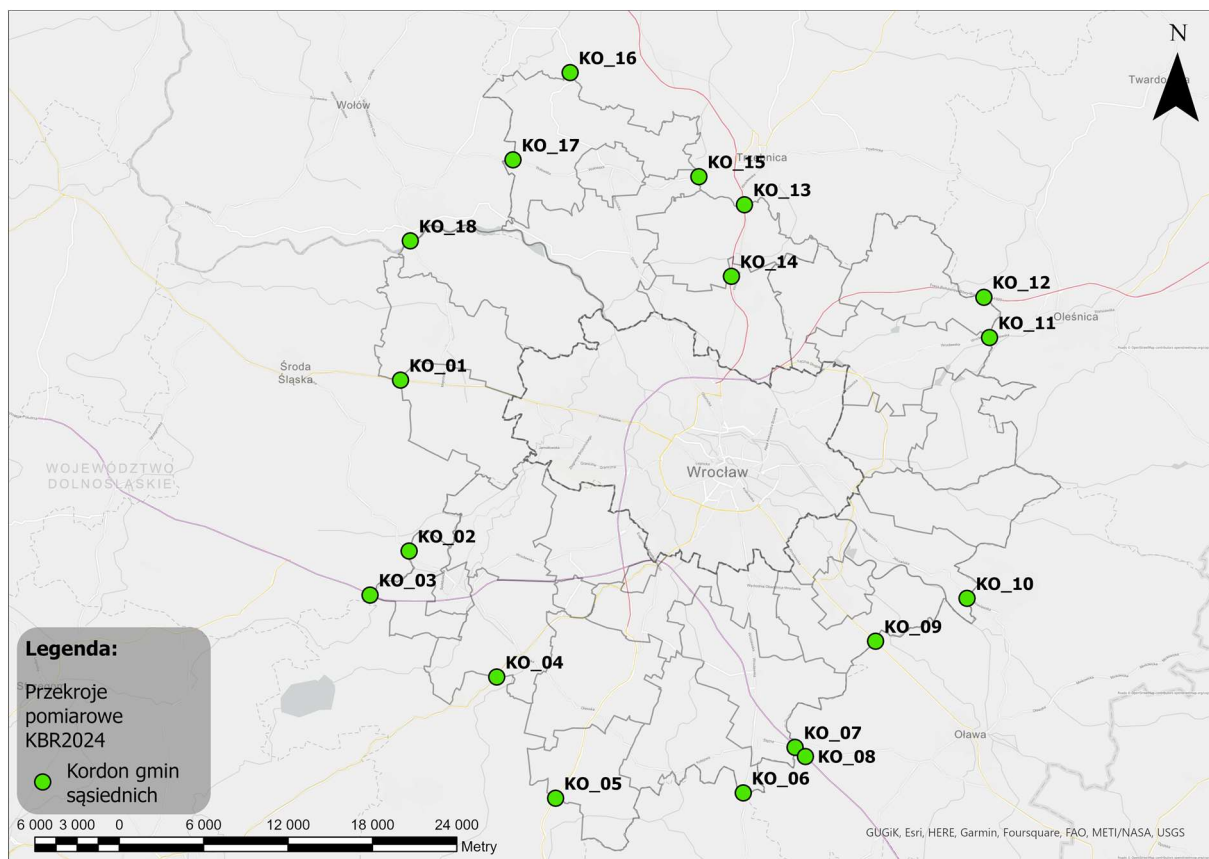 N
KO_16
Twardo
Wołów
KO_17
KO_15
Trzebnica
KO_13
KO_18
KO_14
KO_12
Oleśnica
KO_11
Środa
Śląska
KO_01
WOJEWÓDZTWO
DOLNOŚLĄSKIE
Wrocław
KO_02
KO_03
KO_10
KO_09
KO_04
Legenda:
Przekroje
pomiarowe
KBR2024
Kordon gmin
sąsiednich
KO_07
Oława
KO_08
KO_06
KO_05
6 000 3 000 0 6 000 12 000 18 000 24 000
Metry
GUGiK, Esri, HERE, Garmin, Foursquare, FAO, METI/NASA, USGS